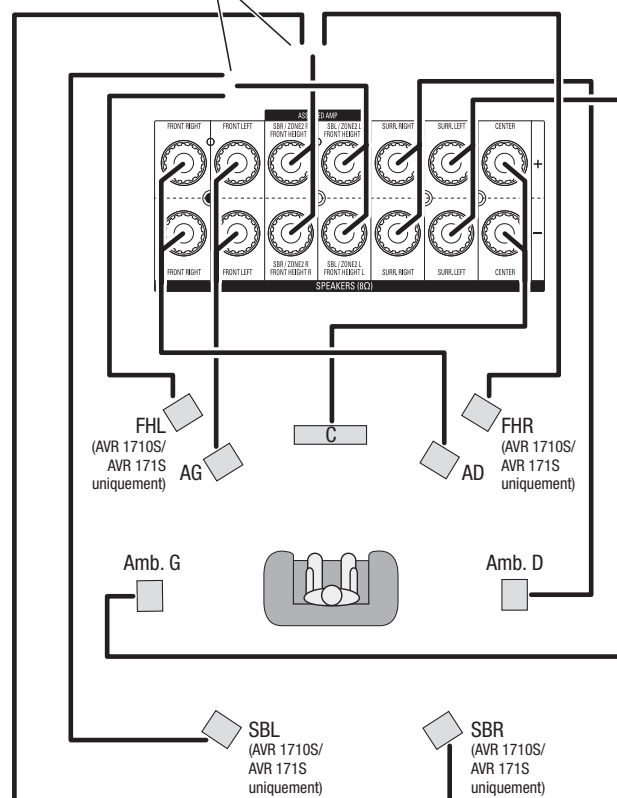 ASSIGNED AMP
FRONT RIGHT
FRONT LEFT
SBR / ZONE2 R
FRONT HEIGHT R
SBL / ZONE2 L
FRONT HEIGHT L
SURR. RIGHT
SURR. LEFT
CENTER
+
–
FRONT RIGHT
FRONT LEFT
SBR / ZONE2 R
FRONT HEIGHT R
SBL / ZONE2 L
FRONT HEIGHT L
SURR. RIGHT
SURR. LEFT
CENTER
SPEAKERS (8Ω)
FHL
(AVR 1710S/
AVR 171S
uniquement)
AG
C
AD
FHR
(AVR 1710S/
AVR 171S
uniquement)
Amb. G
Amb. D
SBL
(AVR 1710S/
AVR 171S
uniquement)
SBR
(AVR 1710S/
AVR 171S
uniquement)